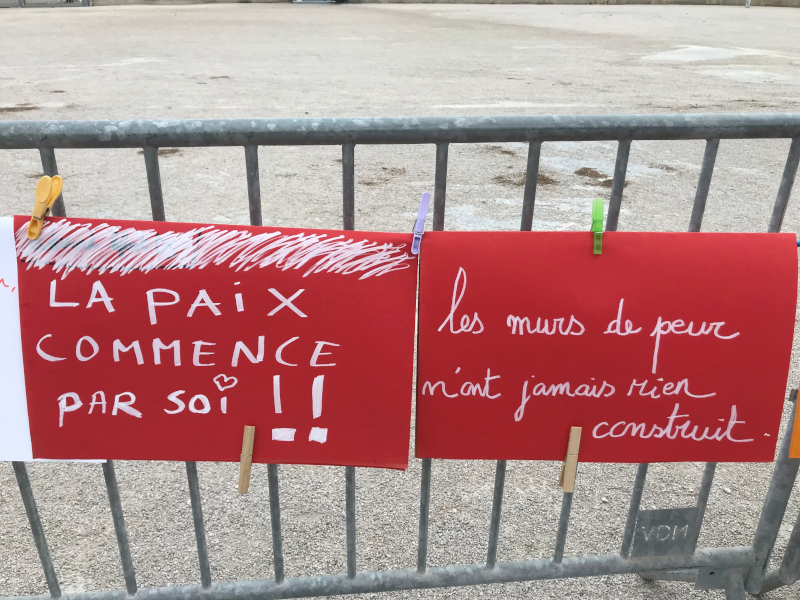 LA PAiX
COMMENCE
PAR SOi !!
les murs de peur
n'ont jamais rien
construit.
VDM